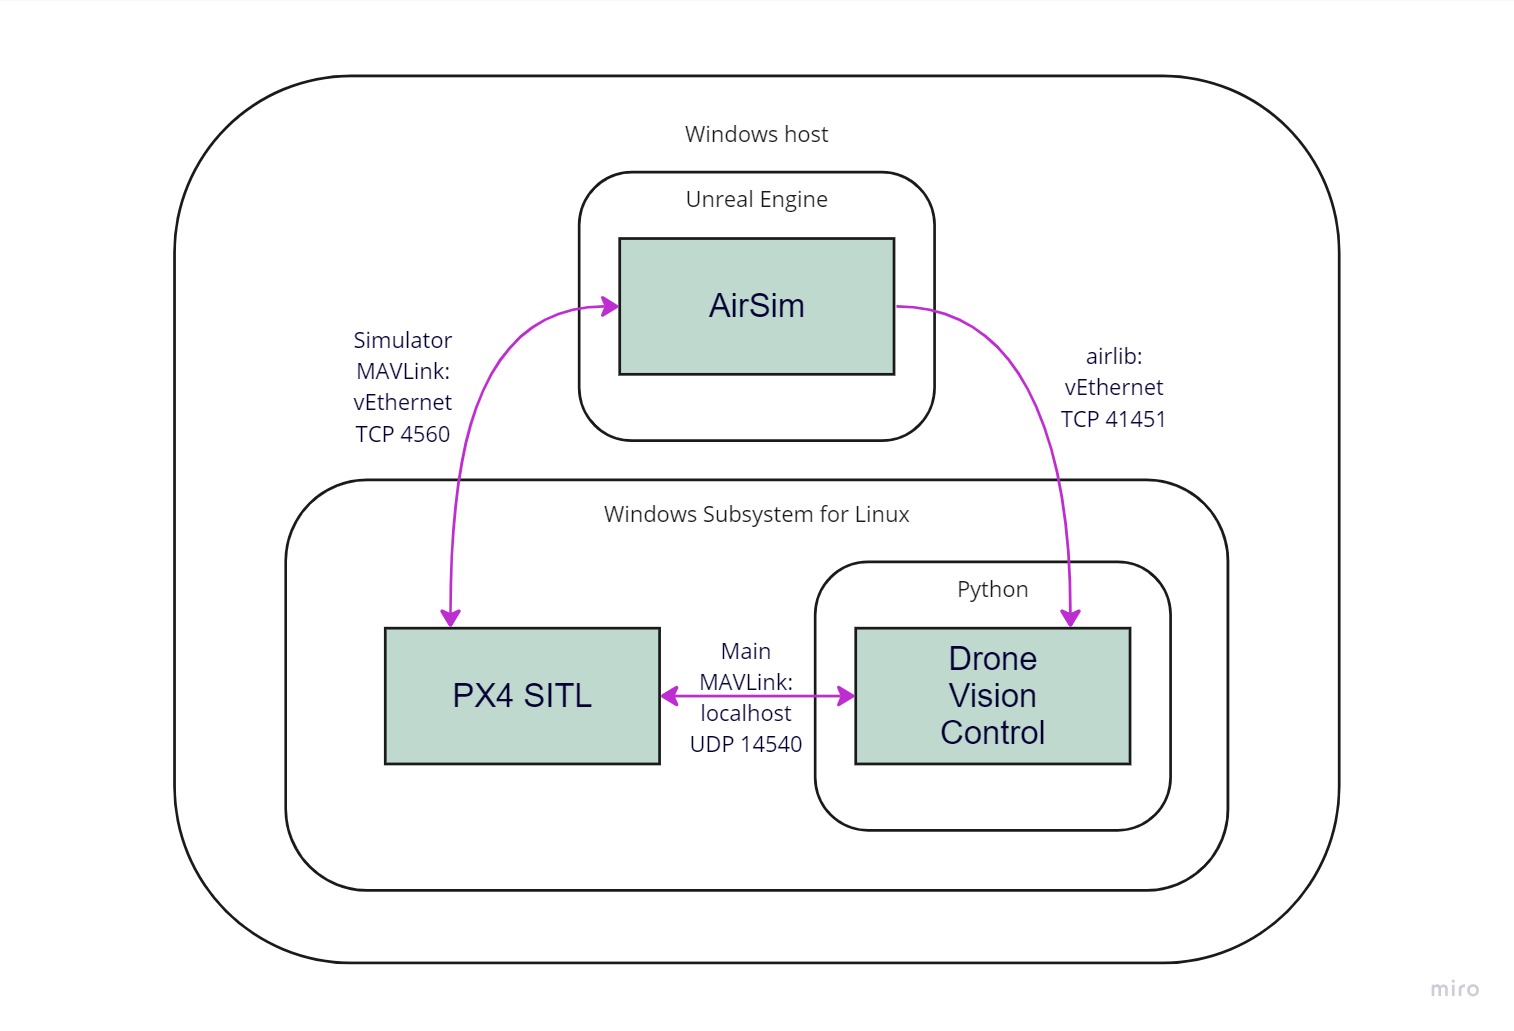 Windows host
Unreal Engine
AirSim
Simulator
MAVLink:
vEthernet
TCP 4560
airlib:
vEthernet
TCP 41451
Windows Subsystem for Linux
Python
PX4 SITL
Main
MAVLink:
localhost
UDP 14540
Drone
Vision
Control
miro